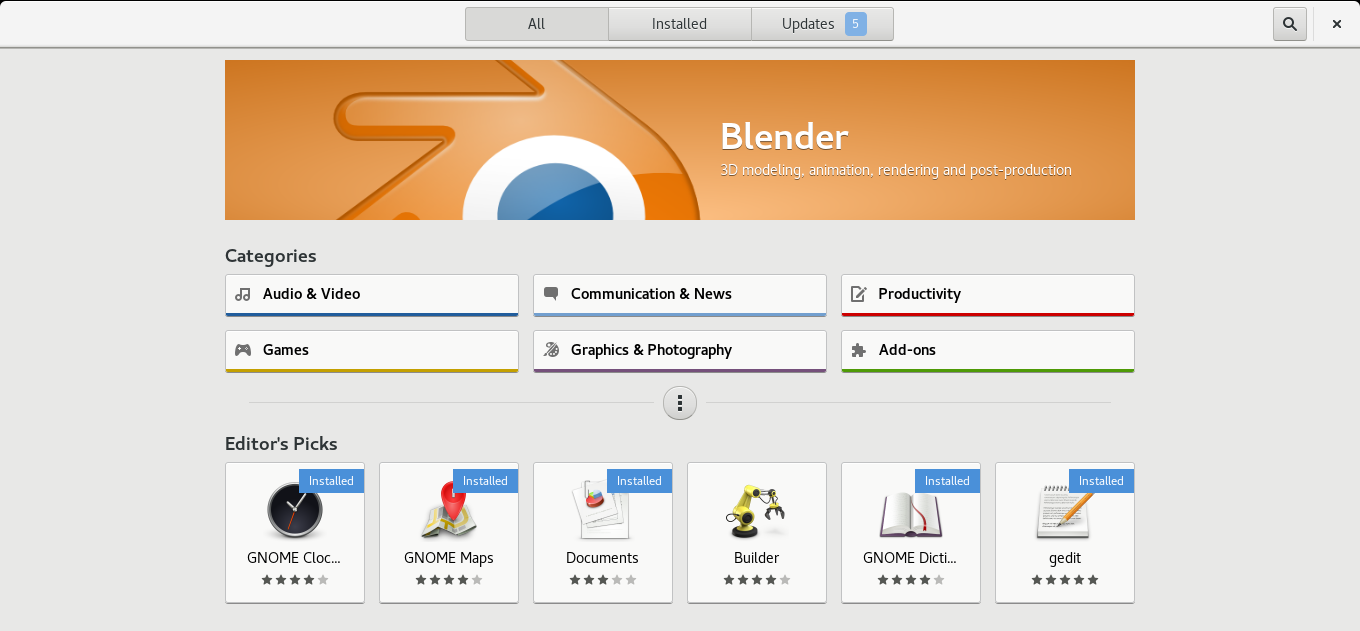 All
Installed
Updates 5
Blender
3D modeling, animation, rendering and post-production
Categories
Audio & Video
Communication & News
Productivity
Games
Graphics & Photography
Add-ons
Editor's Picks
Installed
Installed
Installed
Installed
Installed
GNOME Cloc...
GNOME Maps
Documents
Builder
GNOME Dicti...
gedit